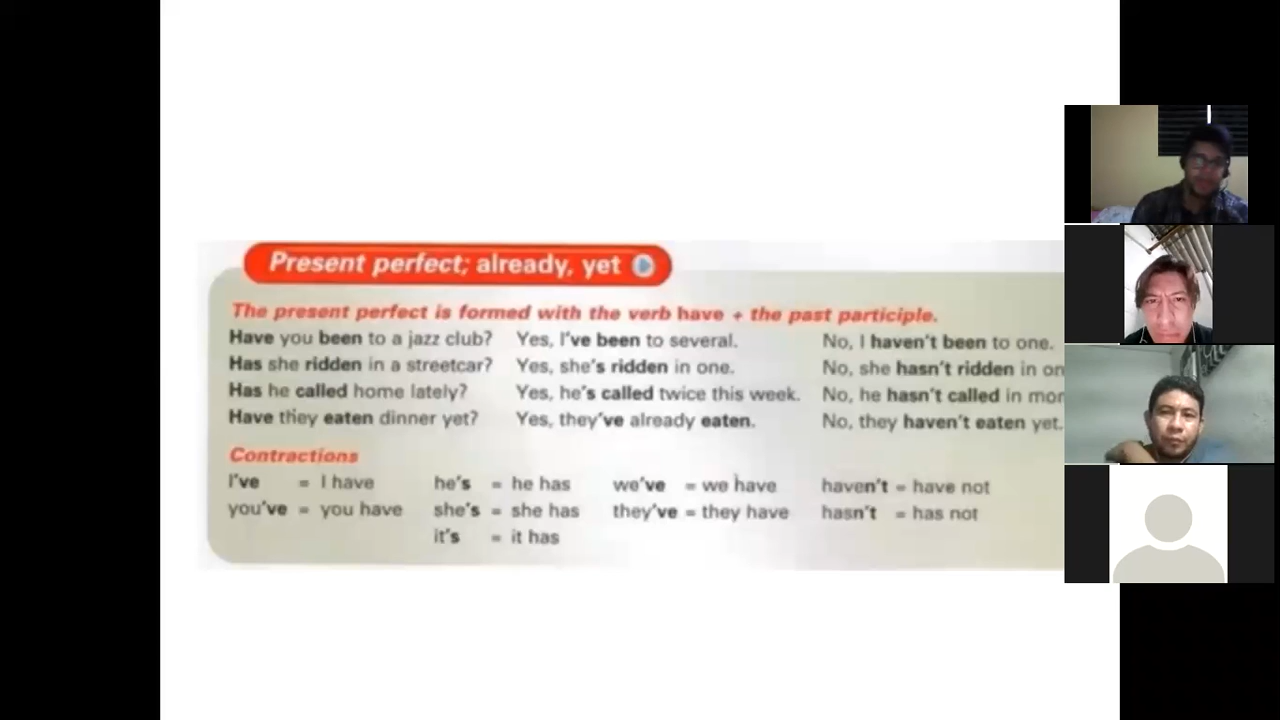 Present perfect; already, yet
The present perfect is formed with the verb have + the past participle.
Have you been to a jazz club? Yes, I've been to several. No, I haven't been to one.
Has she ridden in a streetcar? Yes, she's ridden in one. No, she hasn't ridden in on
Has he called home lately? Yes, he's called twice this week. No, he hasn't called in mor
Have they eaten dinner yet? Yes, they've already eaten. No, they haven't eaten yet.
Contractions
I've = I have he's = he has we've = we have haven't = have not
you've = you have she's = she has they've = they have hasn't = has not
it's = it has